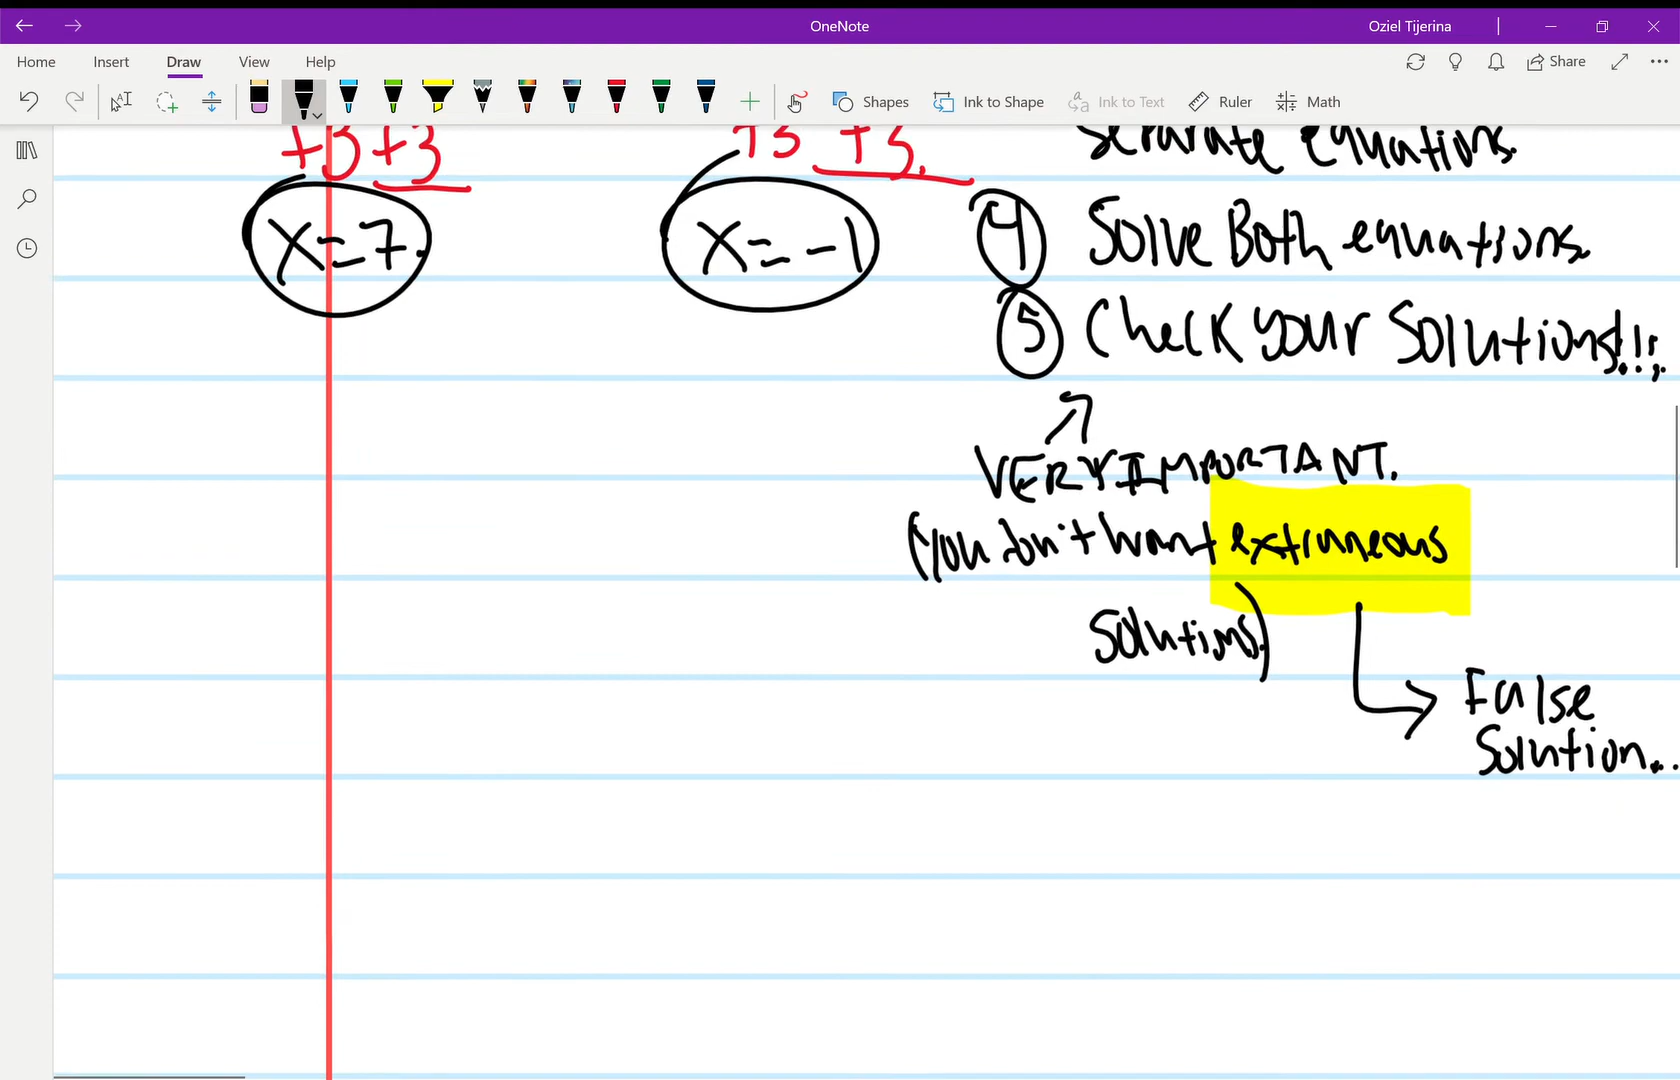 OneNote
Oziel Tijerina
Home Insert Draw View Help
Share
Shapes Ink to Shape Ink to Text Ruler Math
+3 +3
+3 +3.
Separate equations.
x=7.
x=-1
4 Solve Both equations.
5 Check your Solutions!!!
VERY IMPORTANT.
(you don't want extraneous
Solutions.)
False
Solution...